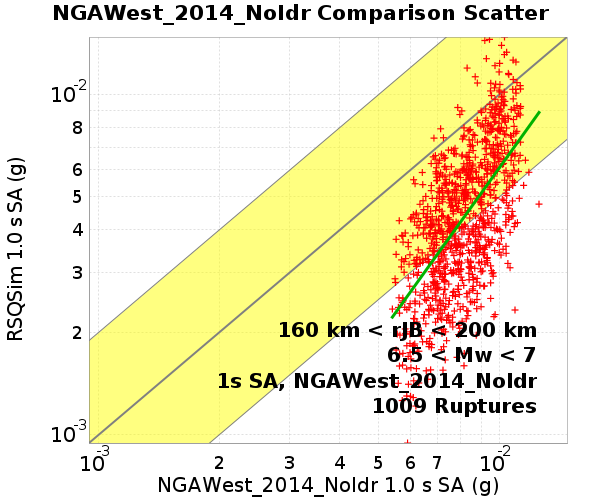 NGAWest_2014_NoIdr Comparison Scatter
RSQSim 1.0 s SA (g)
10-2
8
6
5
4
3
2
10-3
160 km < rJB < 200 km
6.5 < Mw < 7
1s SA, NGAWest_2014_NoIdr
1009 Ruptures
10-3 2 3 4 5 6 7 10-2
NGAWest_2014_NoIdr 1.0 s SA (g)